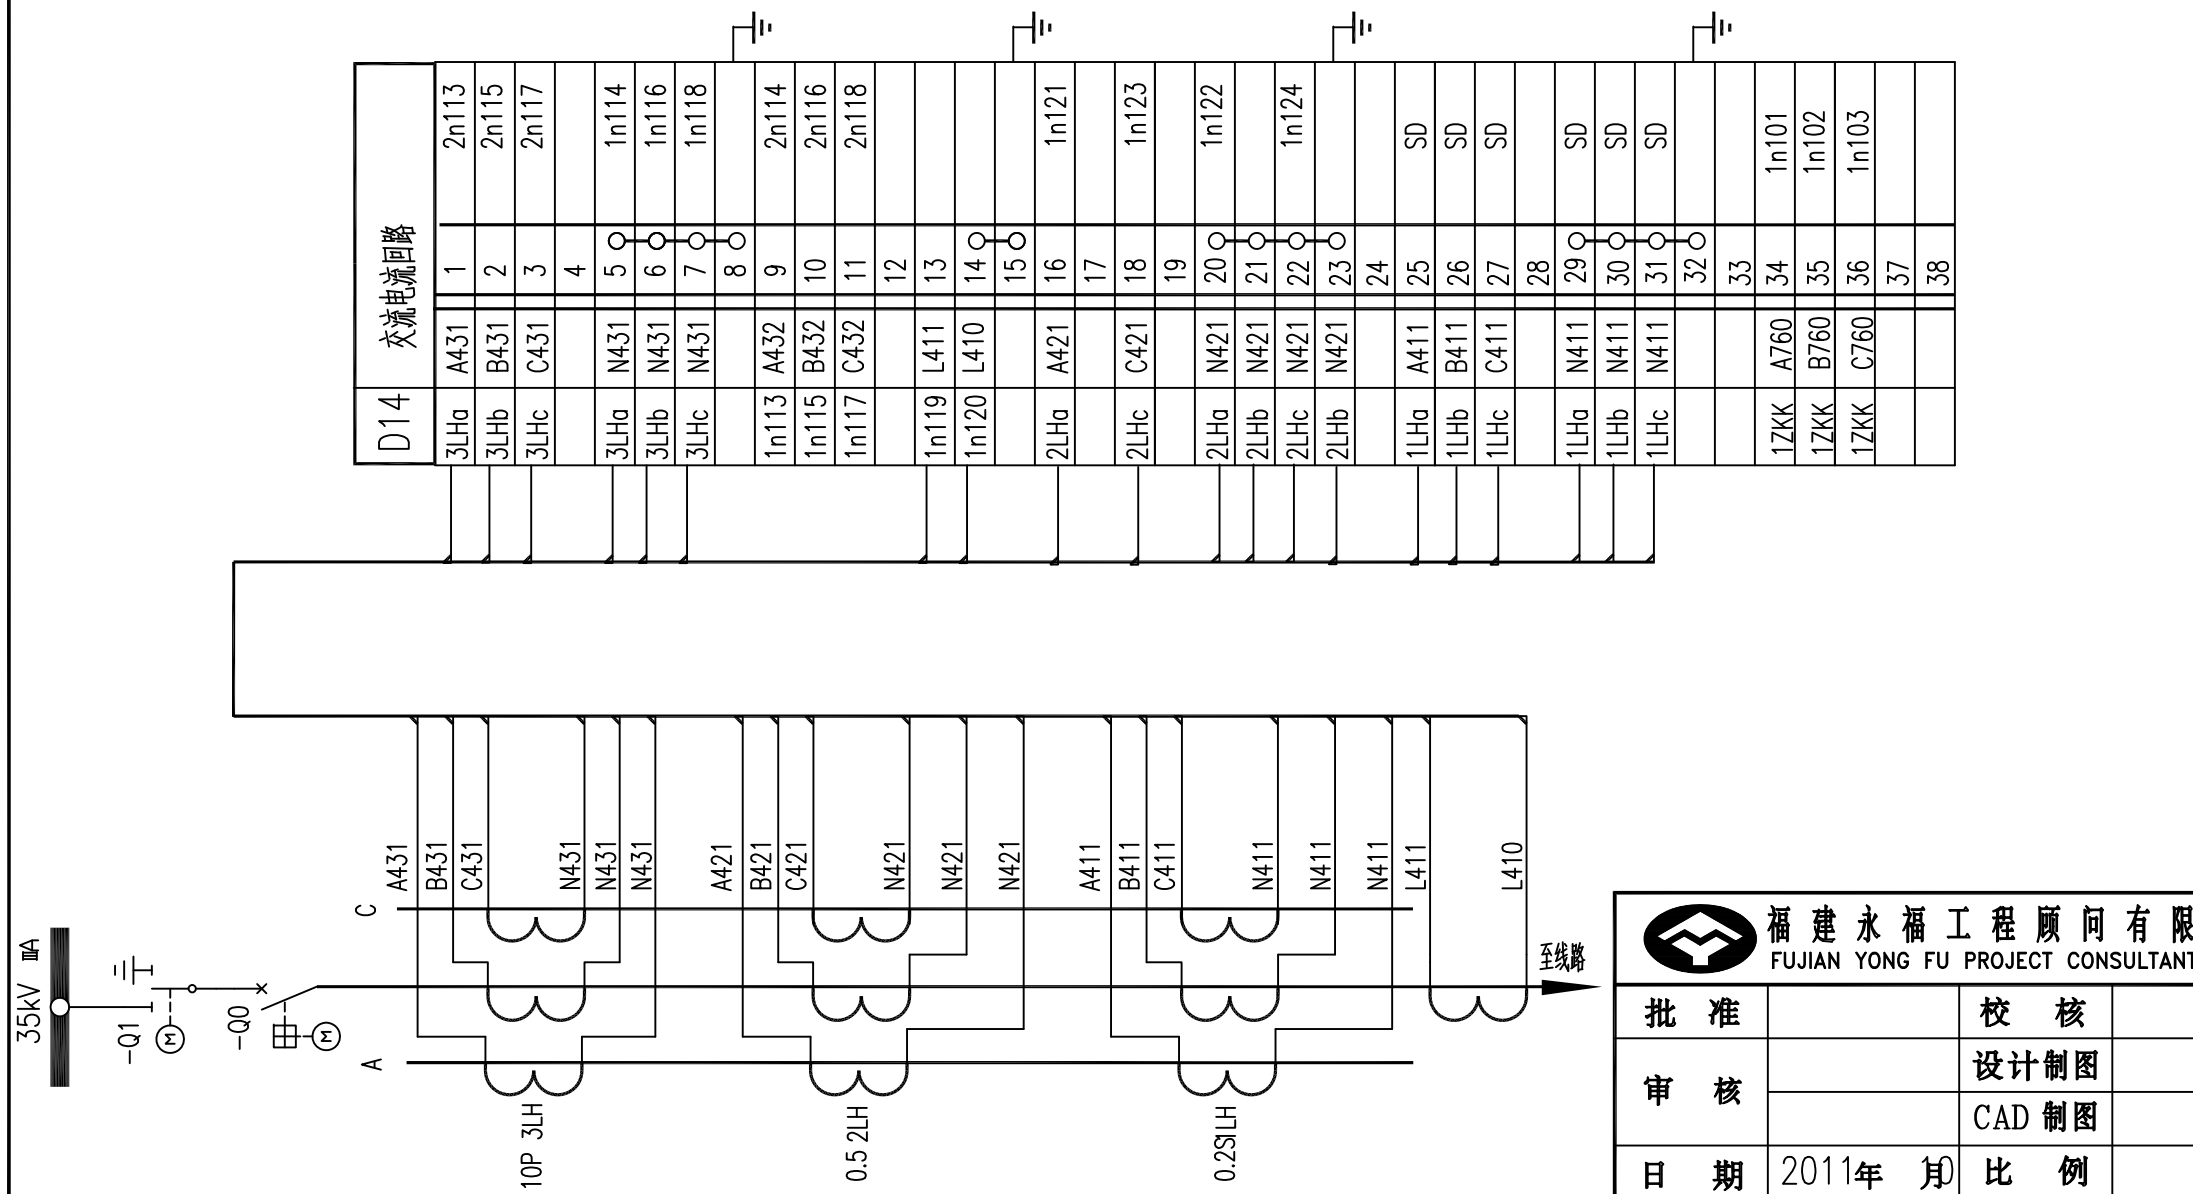 D14 交流电流回路
3LHa A431 1 2n113
3LHb B431 2 2n115
3LHc C431 3 2n117
4
3LHa N431 5 1n114
3LHb N431 6 1n116
3LHc N431 7 1n118
8
1n113 A432 9 2n114
1n115 B432 10 2n116
1n117 C432 11 2n118
12
1n119 L411 13
1n120 L410 14
15
2LHa A421 16 1n121
17
2LHc C421 18 1n123
19
2LHa N421 20 1n122
2LHb N421 21
2LHc N421 22 1n124
2LHb N421 23
24
1LHa A411 25 SD
1LHb B411 26 SD
1LHc C411 27 SD
28
1LHa N411 29 SD
1LHb N411 30 SD
1LHc N411 31 SD
32
33
1ZKK A760 34 1n101
1ZKK B760 35 1n102
1ZKK C760 36 1n103
37
38
A431
B431
C431
N431
N431
N431
A421
B421
C421
N421
N421
N421
A411
B411
C411
N411
N411
N411
L411
L410
C
A
35kV
-Q1
M
-Q0
M
至线路
10P 3LH
0.5 2LH
0.2S1LH
福建永福工程顾问有限
FUJIAN YONG FU PROJECT CONSULTANT
批 准
校 核
审 核
设计制图
CAD 制图
日 期 2011年 10月 比 例